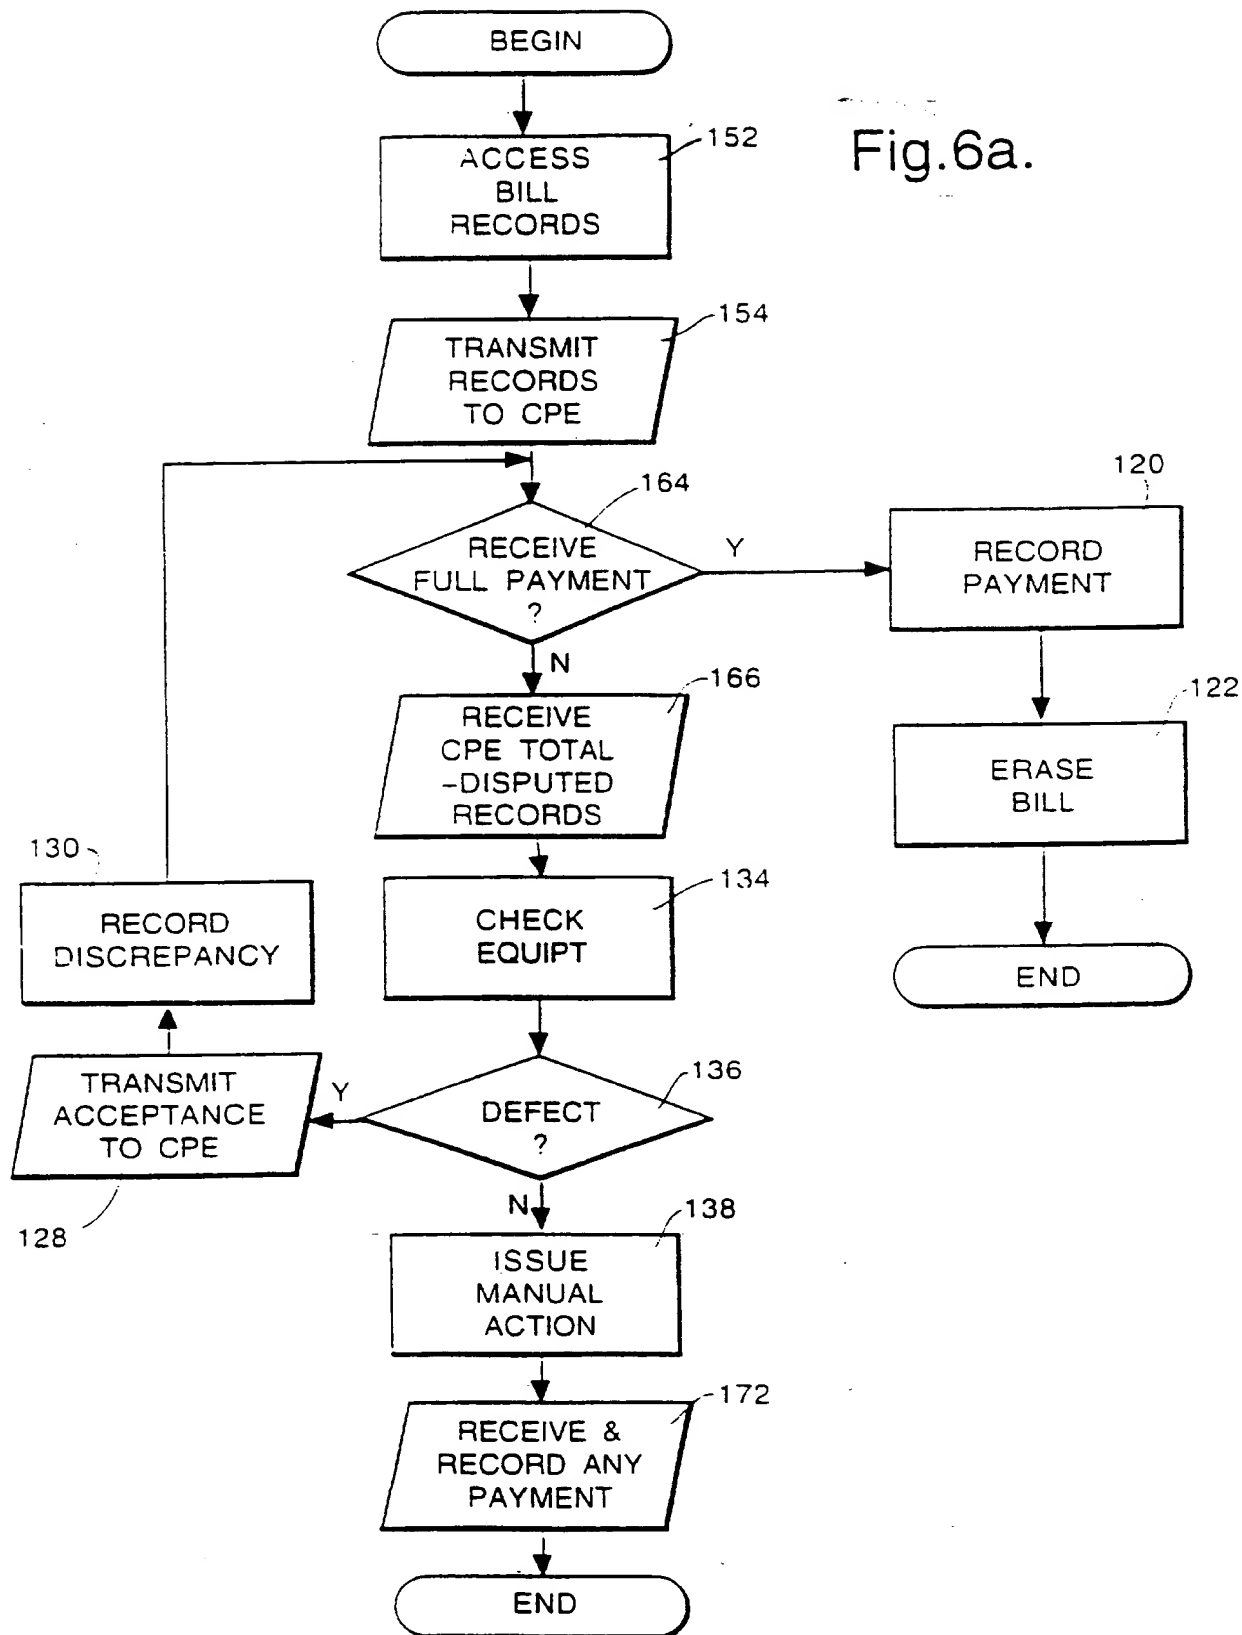 BEGIN
Fig.6a.
152
ACCESS
BILL
RECORDS
154
TRANSMIT
RECORDS
TO CPE
164
RECEIVE
FULL PAYMENT
?
Y
N
120
RECORD
PAYMENT
122
ERASE
BILL
END
166
RECEIVE
CPE TOTAL
-DISPUTED
RECORDS
134
CHECK
EQUIPT
136
DEFECT
?
Y
N
128
TRANSMIT
ACCEPTANCE
TO CPE
130
RECORD
DISCREPANCY
138
ISSUE
MANUAL
ACTION
172
RECEIVE &
RECORD ANY
PAYMENT
END